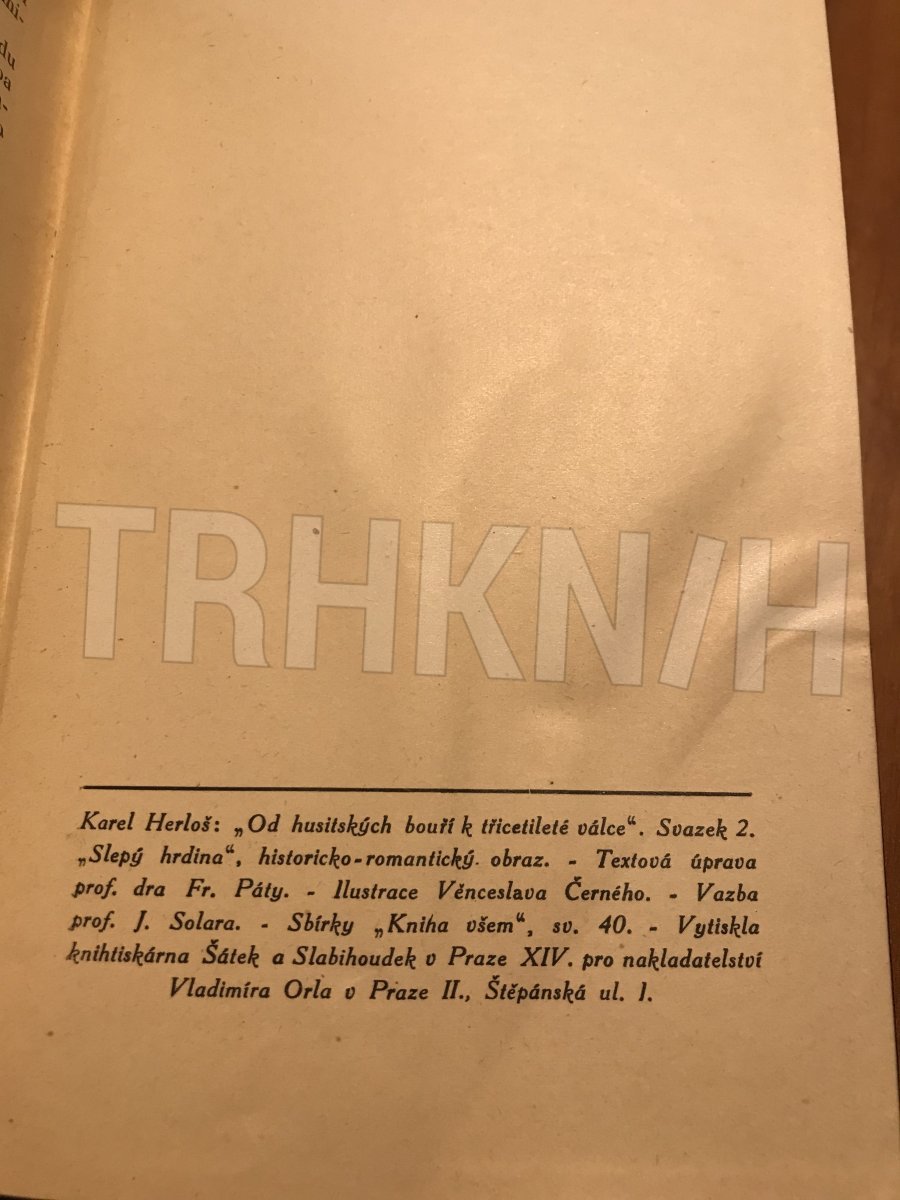 du
TRHKNIH
Karel Herloš: „Od husitských bouří k třicetileté válce“. Svazek 2.
„Slepý hrdina“, historicko-romantický obraz. - Textová úprava
prof. dra Fr. Páty. - Ilustrace Věnceslava Černého. - Vazba
prof. J. Solara. - Sbírky „Kniha všem“, sv. 40. - Vytiskla
knihtiskárna Šátek a Slabihoudek v Praze XIV. pro nakladatelství
Vladimíra Orla v Praze II., Štěpánská ul. 1.